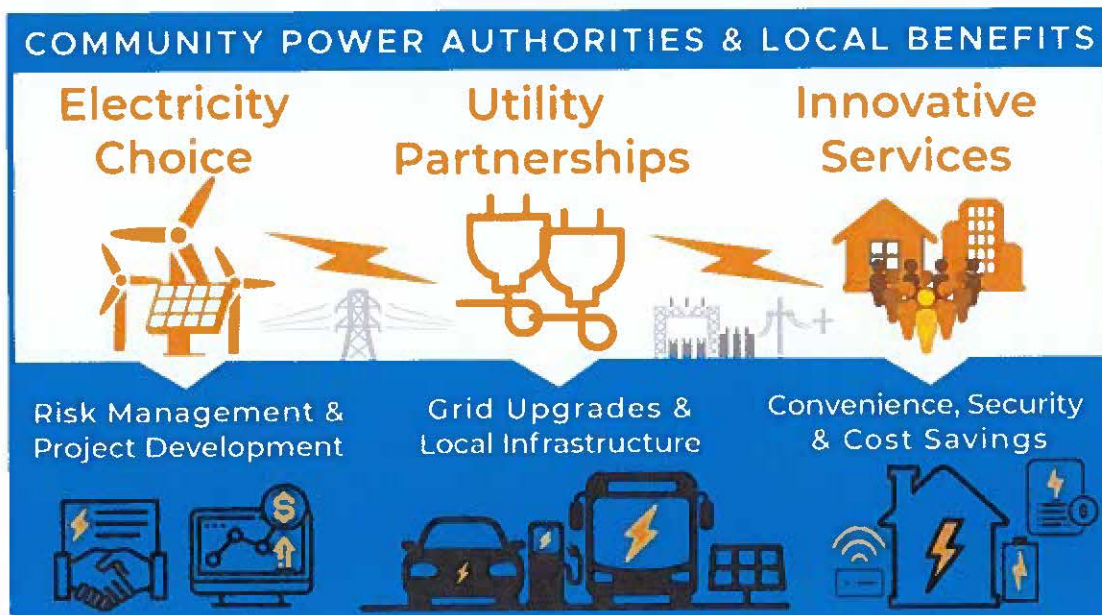 COMMUNITY POWER AUTHORITIES & LOCAL BENEFITS
Electricity
Choice
Utility
Partnerships
Innovative
Services
Risk Management &
Project Development
Grid Upgrades &
Local Infrastructure
Convenience, Security
& Cost Savings
$